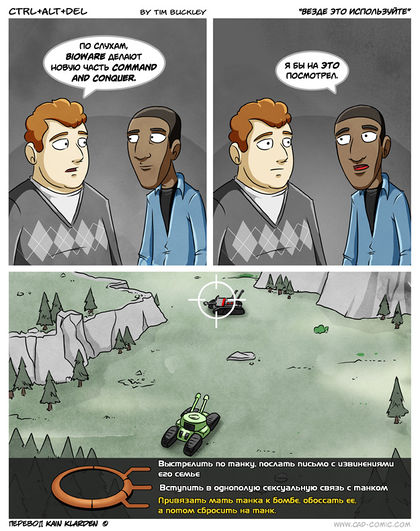 CTRL+ALT+DEL BY TIM BUCKLEY "ВЕЗДЕ ЭТО ИСПОЛЬЗУЙТЕ"
ПО СЛУХАМ,
BIOWARE ДЕЛАЮТ
НОВУЮ ЧАСТЬ COMMAND
AND CONQUER.
Я БЫ НА ЭТО
ПОСМОТРЕЛ.
Выстрелить по танку, послать письмо с извинениями
его семье
Вступить в однополую сексуальную связь с танком
Привязать мать танка к бомбе, обоссать ее,
а потом сбросить на танк.
ПЕРЕВОД KAIN KLARDEN ©
WWW.CAD-COMIC.COM